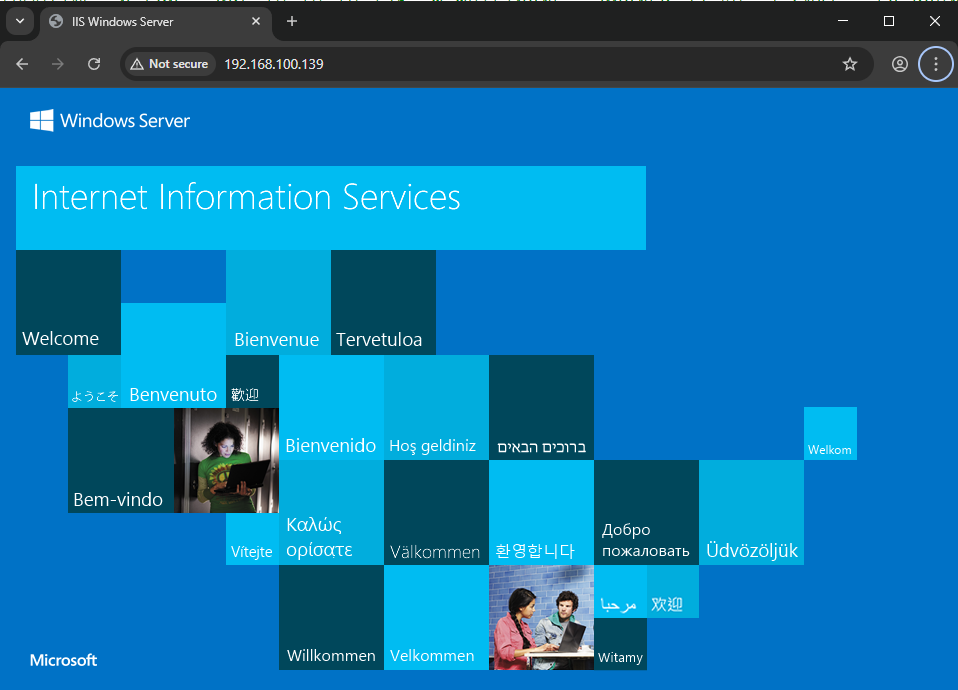 IIS Windows Server
Not secure
192.168.100.139
Windows Server
Internet Information Services
Welcome
Bienvenue
Tervetuloa
ようこそ
Benvenuto
歡迎
Bienvenido
Hoş geldiniz
ברוכים הבאים
Welkom
Bem-vindo
Vítejte
Καλώς
ορίσατε
Välkommen
환영합니다
Добро
пожаловать
Üdvözöljük
Willkommen
Velkommen
مرحبا
欢迎
Witamy
Microsoft